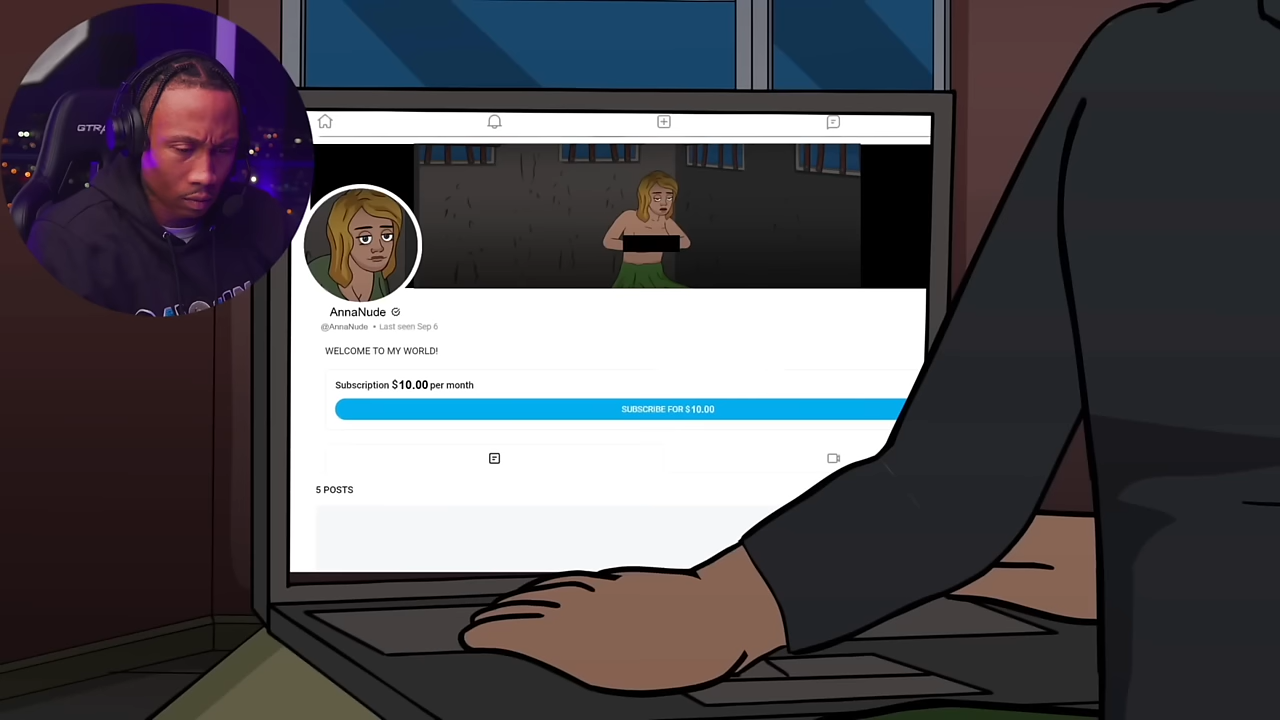 AnnaNude
@AnnaNude • Last seen Sep 6
WELCOME TO MY WORLD!
Subscription $10.00 per month
SUBSCRIBE FOR $10.00
5 POSTS